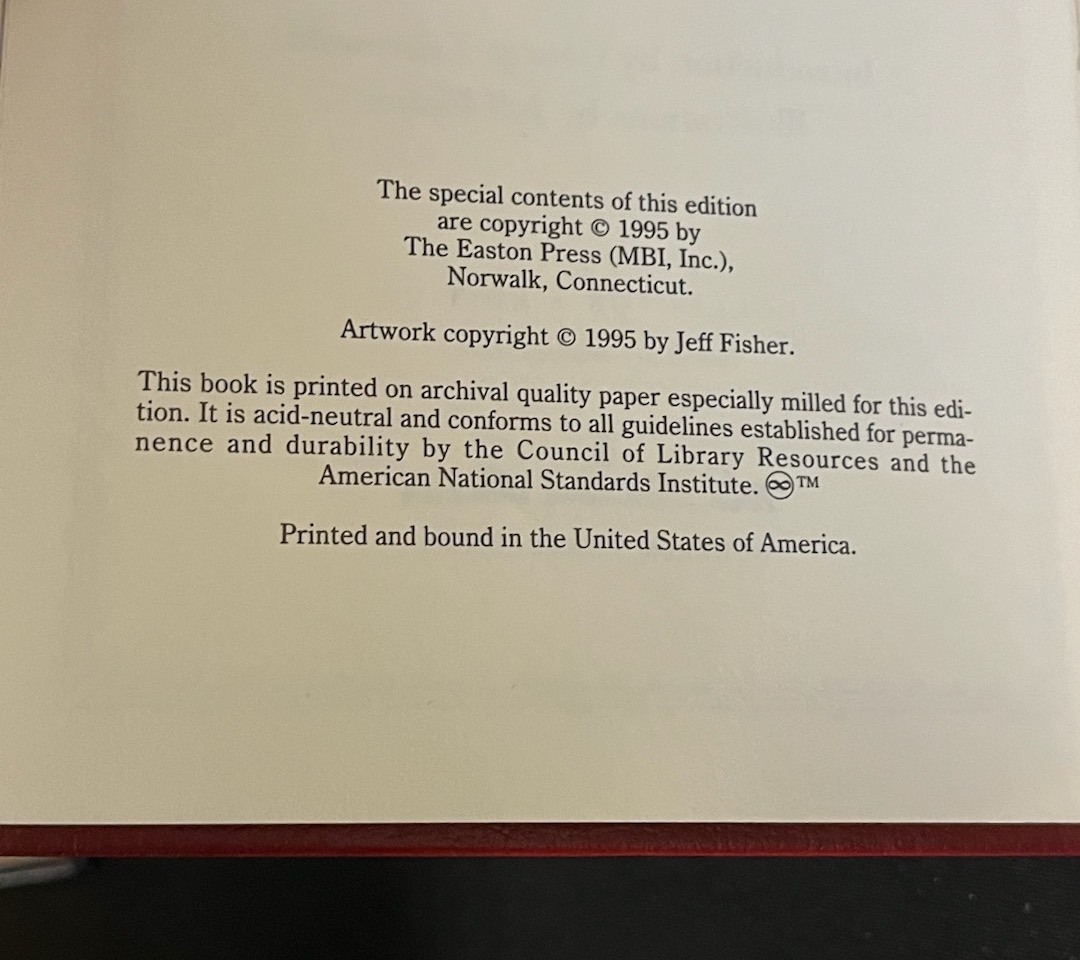 The special contents of this edition
are copyright © 1995 by
The Easton Press (MBI, Inc.),
Norwalk, Connecticut.
Artwork copyright © 1995 by Jeff Fisher.
This book is printed on archival quality paper especially milled for this edi-
tion. It is acid-neutral and conforms to all guidelines established for perma-
nence and durability by the Council of Library Resources and the
American National Standards Institute. ♾™
Printed and bound in the United States of America.